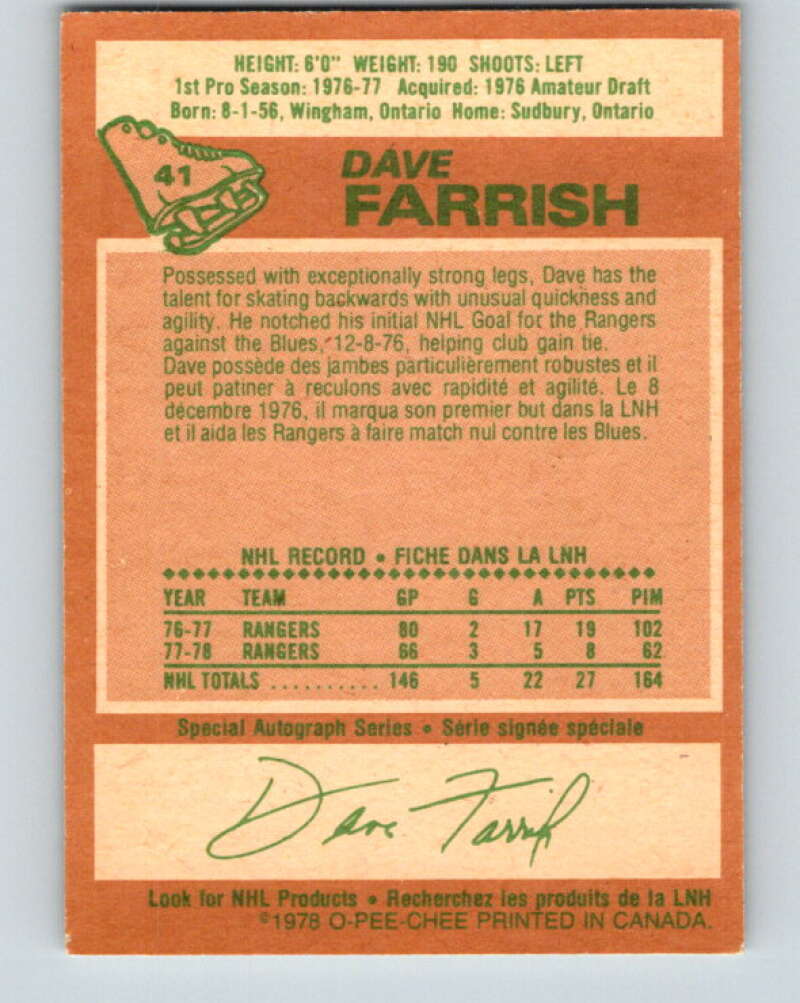 HEIGHT: 6'0" WEIGHT: 190 SHOOTS: LEFT
1st Pro Season: 1976-77 Acquired: 1976 Amateur Draft
Born: 8-1-56, Wingham, Ontario Home: Sudbury, Ontario
41
DAVE
FARRISH
Possessed with exceptionally strong legs, Dave has the
talent for skating backwards with unusual quickness and
agility. He notched his initial NHL Goal for the Rangers
against the Blues, 12-8-76, helping club gain tie.
Dave possède des jambes particulièrement robustes et il
peut patiner à reculons avec rapidité et agilité. Le 8
décembre 1976, il marqua son premier but dans la LNH
et il aida les Rangers à faire match nul contre les Blues.
NHL RECORD • FICHE DANS LA LNH
YEAR TEAM GP G A PTS PIM
76-77 RANGERS 80 2 17 19 102
77-78 RANGERS 66 3 5 8 62
NHL TOTALS .......... 146 5 22 27 164
Special Autograph Series • Série signée spéciale
Dave Farrish
Look for NHL Products • Recherchez les produits de la LNH
©1978 O-PEE-CHEE PRINTED IN CANADA.